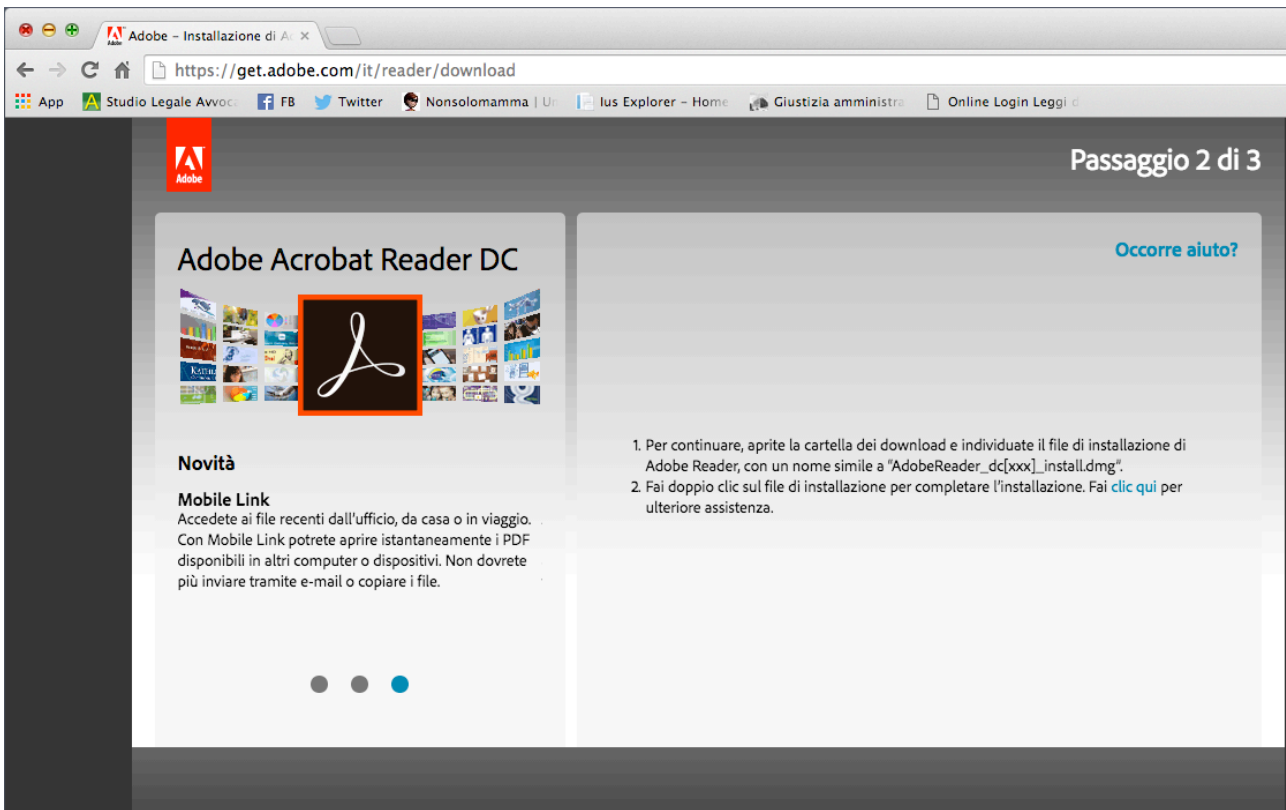 Adobe – Installazione di Ac
https://get.adobe.com/it/reader/download
App Studio Legale Avvoc FB Twitter Nonsolomamma | Un Ius Explorer – Home Giustizia amministra Online Login Leggi d
Adobe
Passaggio 2 di 3
Adobe Acrobat Reader DC
Novità
Mobile Link
Accedete ai file recenti dall'ufficio, da casa o in viaggio.
Con Mobile Link potrete aprire istantaneamente i PDF
disponibili in altri computer o dispositivi. Non dovrete
più inviare tramite e-mail o copiare i file.
Occorre aiuto?
1. Per continuare, aprite la cartella dei download e individuate il file di installazione di
Adobe Reader, con un nome simile a "AdobeReader_dc[xxx]_install.dmg".
2. Fai doppio clic sul file di installazione per completare l'installazione. Fai clic qui per
ulteriore assistenza.